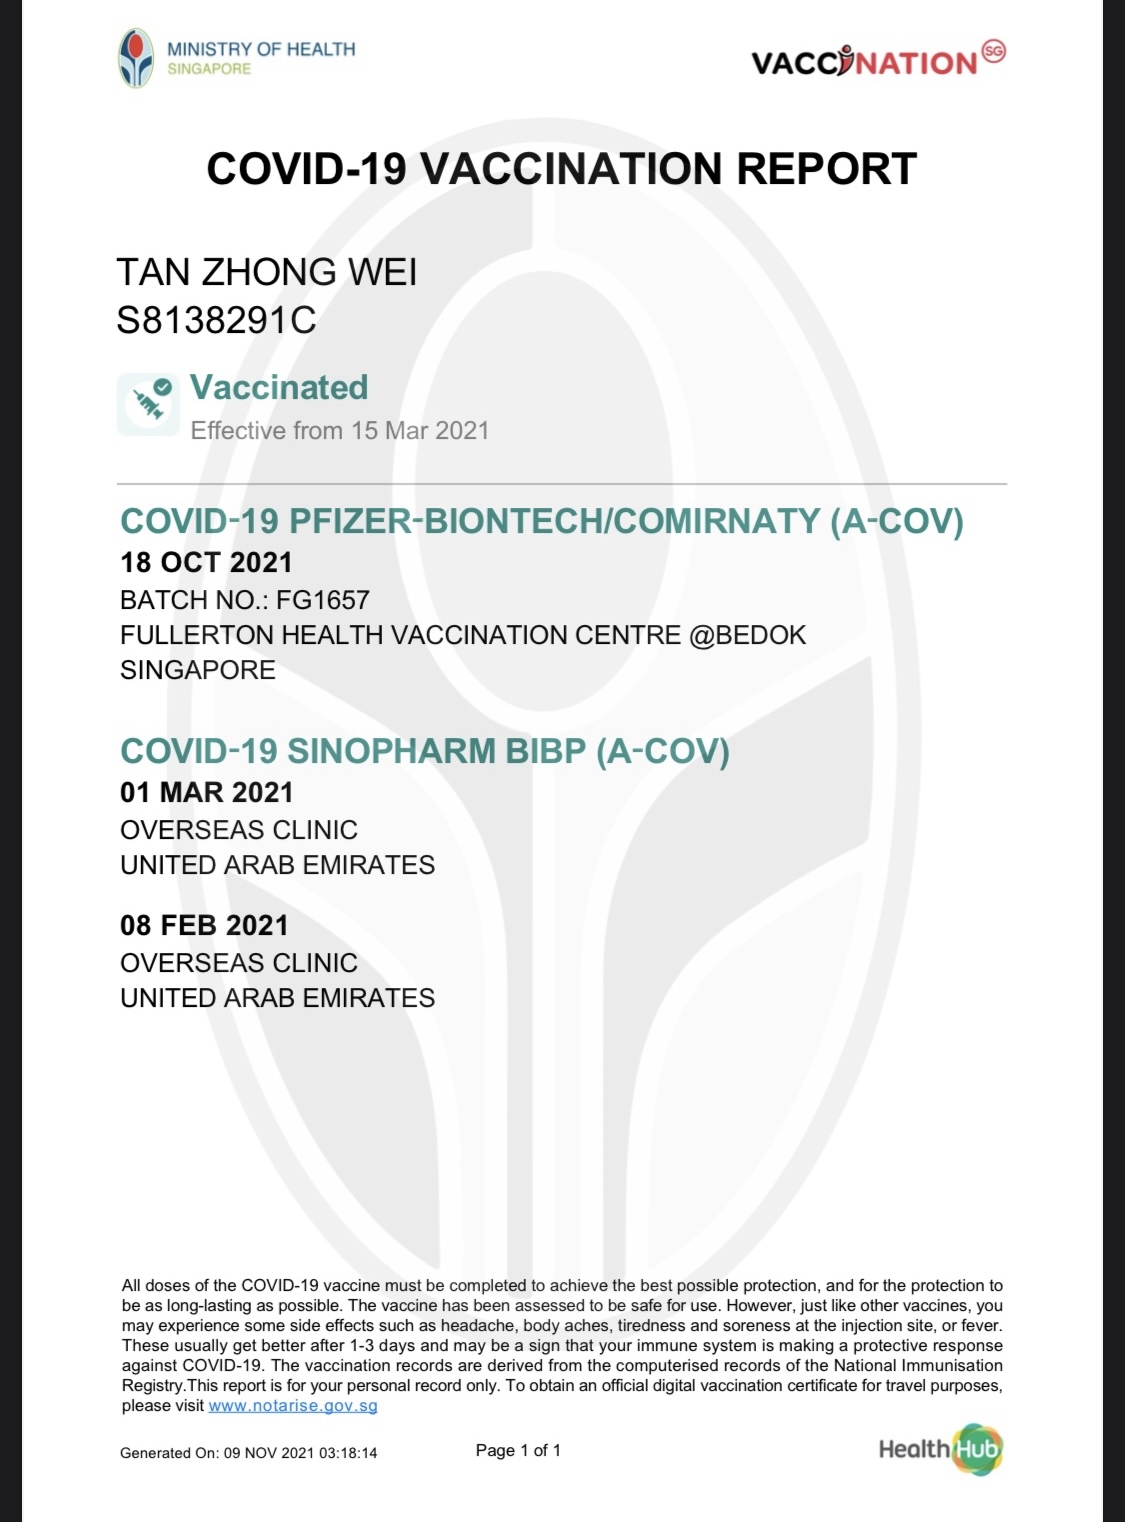 MINISTRY OF HEALTH
SINGAPORE
VACCINATION SG
COVID-19 VACCINATION REPORT
TAN ZHONG WEI
S8138291C
Vaccinated
Effective from 15 Mar 2021
COVID-19 PFIZER-BIONTECH/COMIRNATY (A-COV)
18 OCT 2021
BATCH NO.: FG1657
FULLERTON HEALTH VACCINATION CENTRE @BEDOK
SINGAPORE
COVID-19 SINOPHARM BIBP (A-COV)
01 MAR 2021
OVERSEAS CLINIC
UNITED ARAB EMIRATES
08 FEB 2021
OVERSEAS CLINIC
UNITED ARAB EMIRATES
All doses of the COVID-19 vaccine must be completed to achieve the best possible protection, and for the protection to
be as long-lasting as possible. The vaccine has been assessed to be safe for use. However, just like other vaccines, you
may experience some side effects such as headache, body aches, tiredness and soreness at the injection site, or fever.
These usually get better after 1-3 days and may be a sign that your immune system is making a protective response
against COVID-19. The vaccination records are derived from the computerised records of the National Immunisation
Registry.This report is for your personal record only. To obtain an official digital vaccination certificate for travel purposes,
please visit www.notarise.gov.sg
Generated On: 09 NOV 2021 03:18:14
Page 1 of 1
HealthHub